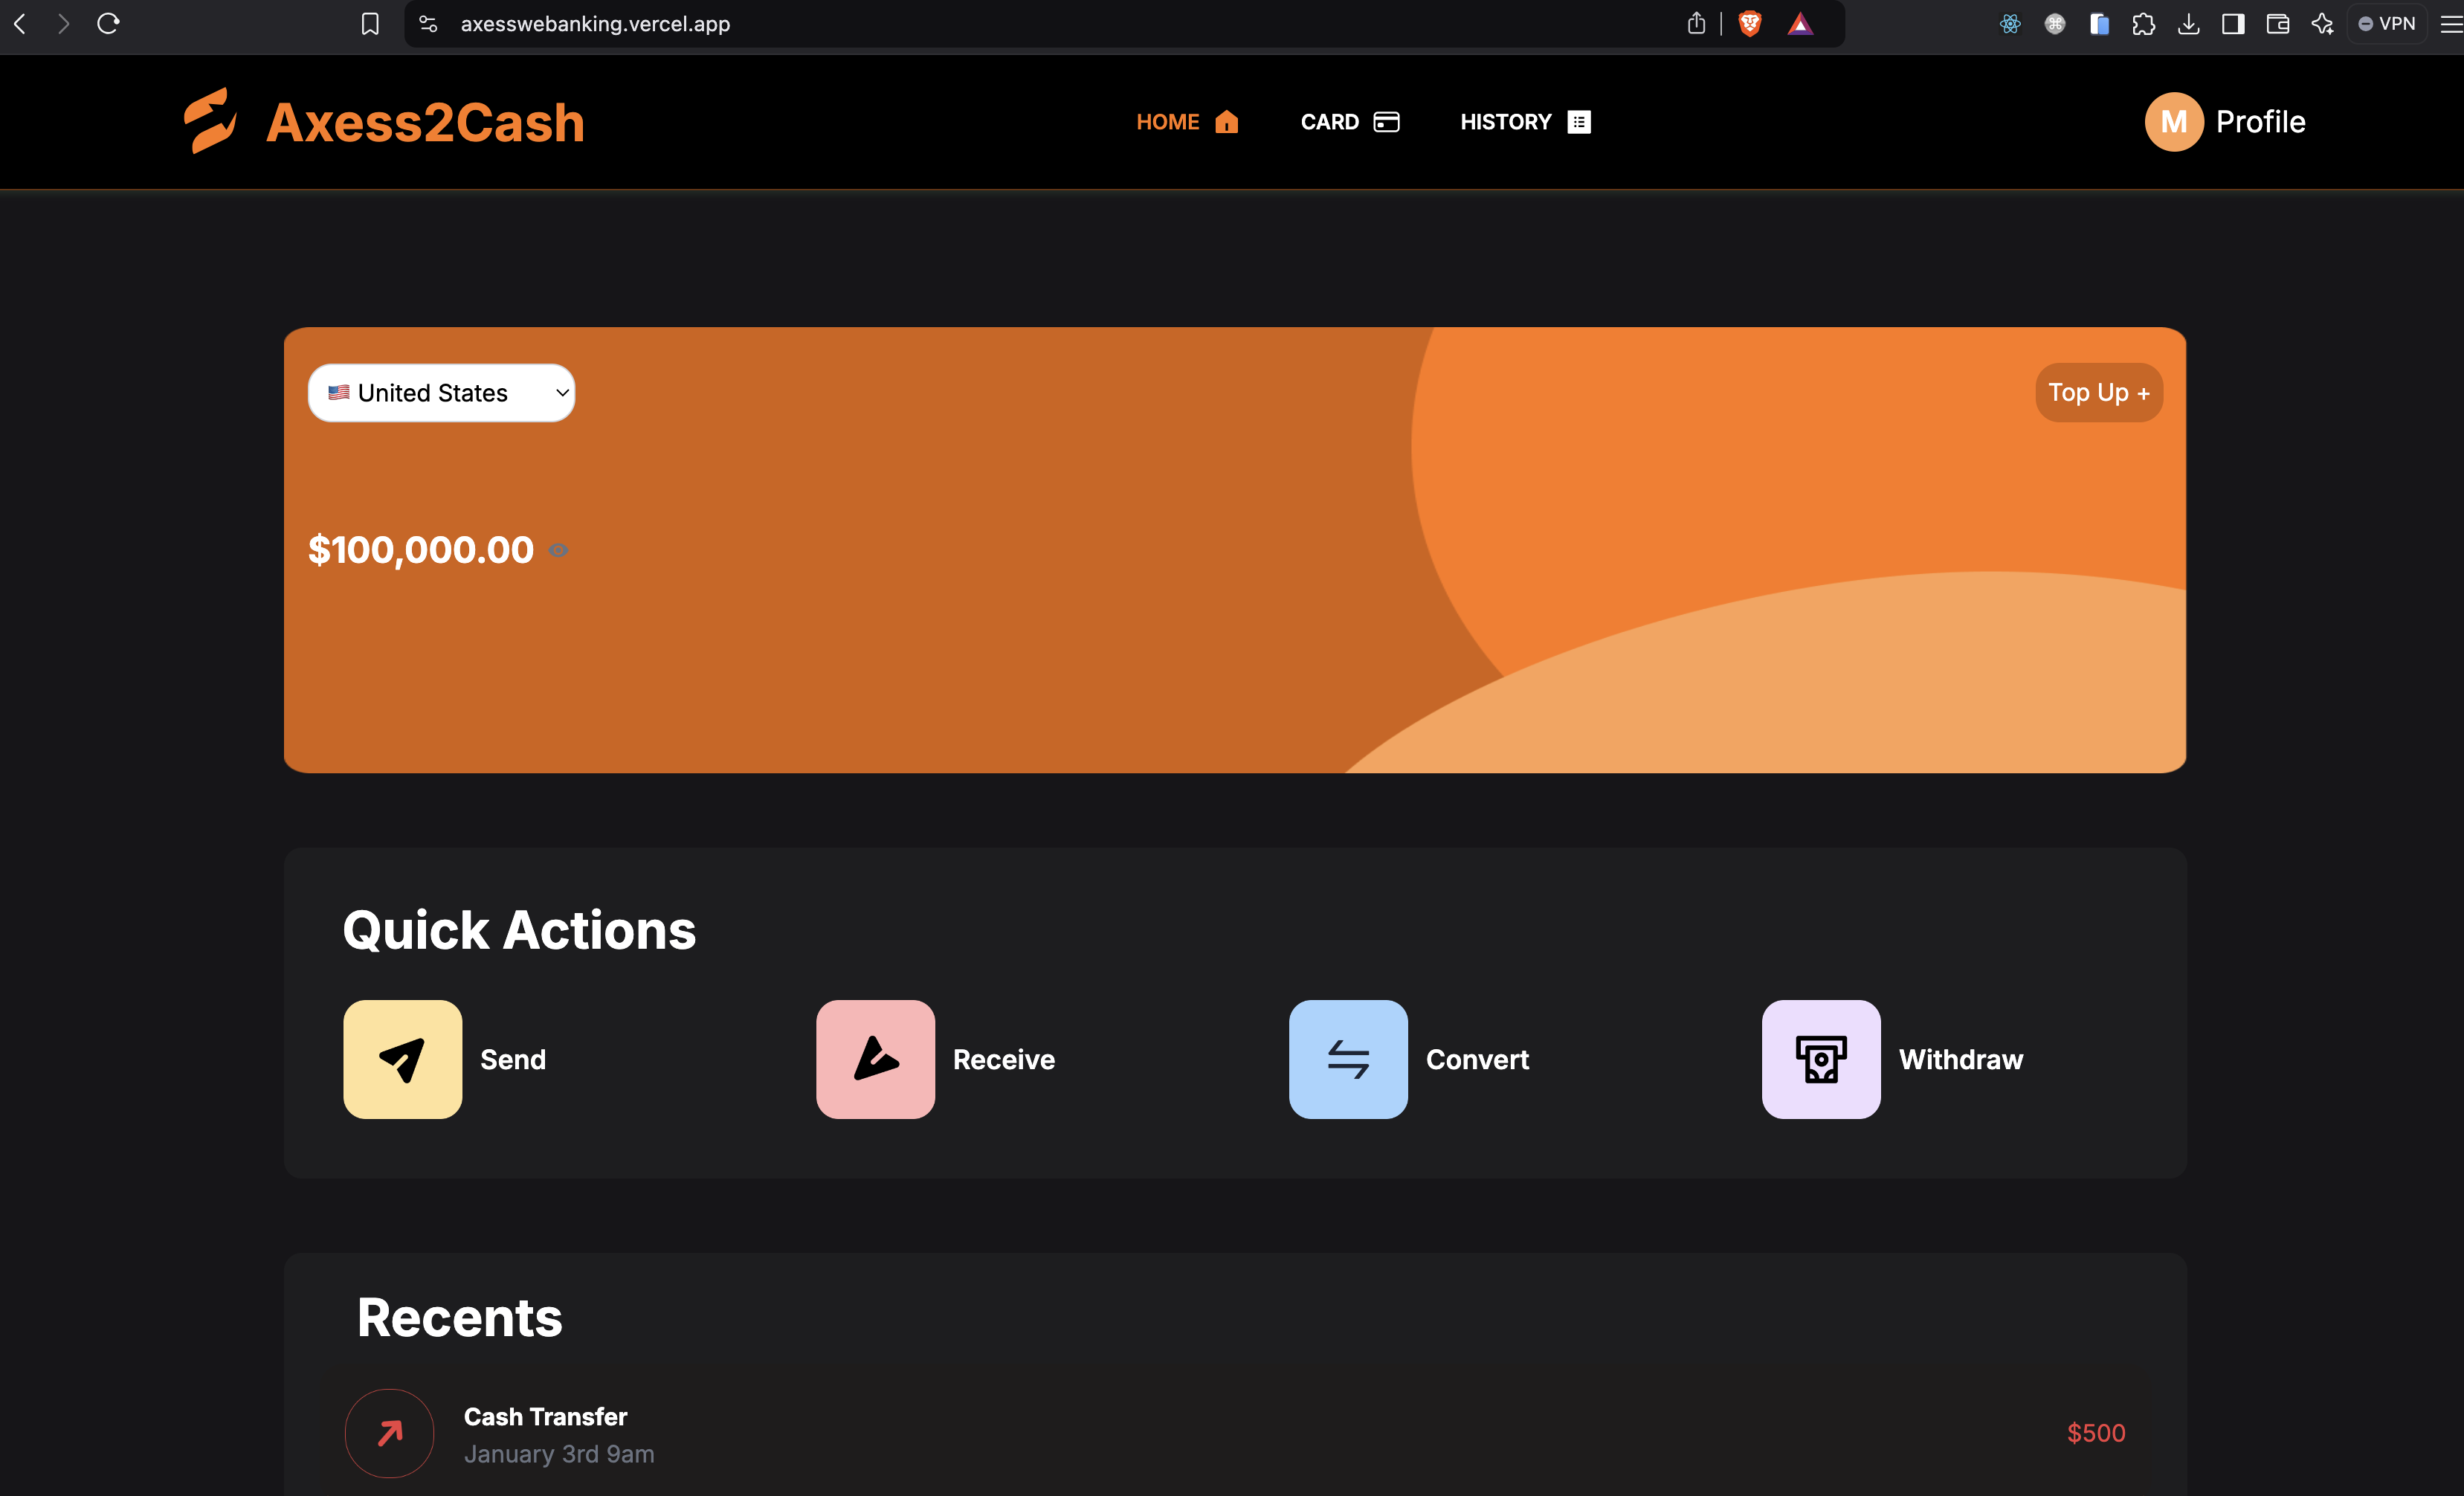 axesswebanking.vercel.app
VPN
Axess2Cash
HOME
CARD
HISTORY
M
Profile
United States
Top Up +
$100,000.00
Quick Actions
Send
Receive
Convert
Withdraw
Recents
Cash Transfer
January 3rd 9am
$500